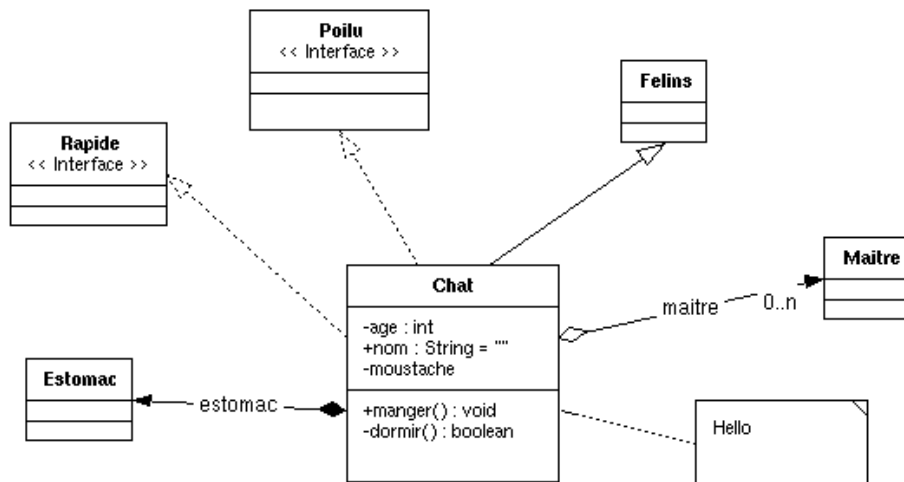 Poilu
<< Interface >>
Felins
Rapide
<< Interface >>
Maitre
Chat
maitre
0..n
-age : int
+nom : String = ""
-moustache
Estomac
estomac
+manger() : void
-dormir() : boolean
Hello